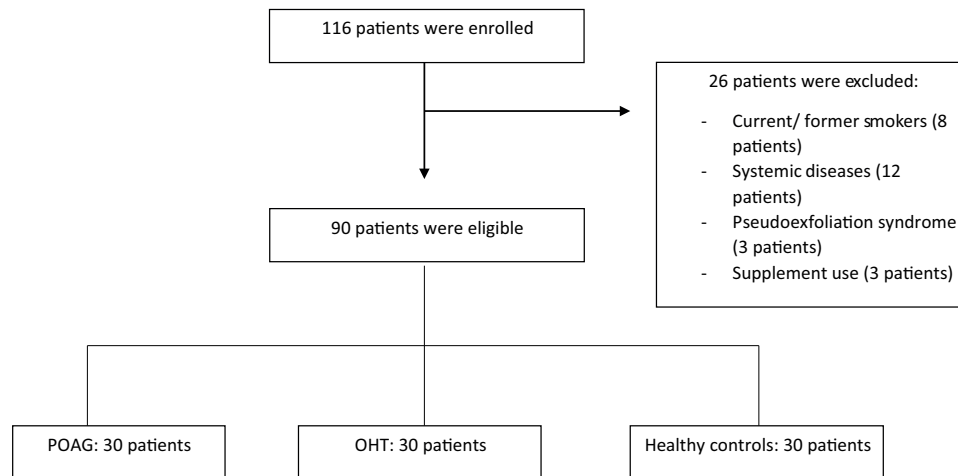 116 patients were enrolled
26 patients were excluded:
- Current/ former smokers (8
patients)
- Systemic diseases (12
patients)
- Pseudoexfoliation syndrome
(3 patients)
- Supplement use (3 patients)
90 patients were eligible
POAG: 30 patients
OHT: 30 patients
Healthy controls: 30 patients